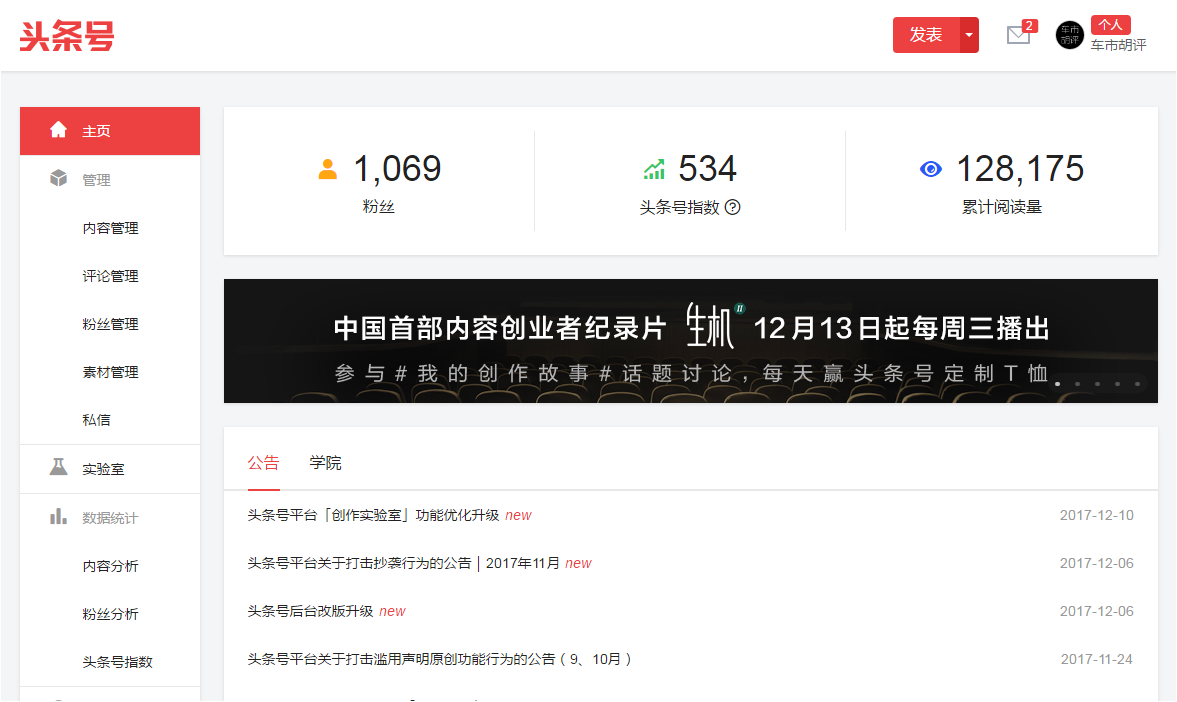 头条号
发表
2
车市
胡评
个人
车市胡评
主页
管理
内容管理
评论管理
粉丝管理
素材管理
私信
实验室
数据统计
内容分析
粉丝分析
头条号指数
1,069
粉丝
534
头条号指数 ?
128,175
累计阅读量
中国首部内容创业者纪录片 生机 II 12月13日起每周三播出
参与#我的创作故事#话题讨论,每天赢头条号定制T恤
公告 学院
头条号平台「创作实验室」功能优化升级 new 2017-12-10
头条号平台关于打击抄袭行为的公告 | 2017年11月 new 2017-12-06
头条号后台改版升级 new 2017-12-06
头条号平台关于打击滥用声明原创功能行为的公告（9、10月） 2017-11-24